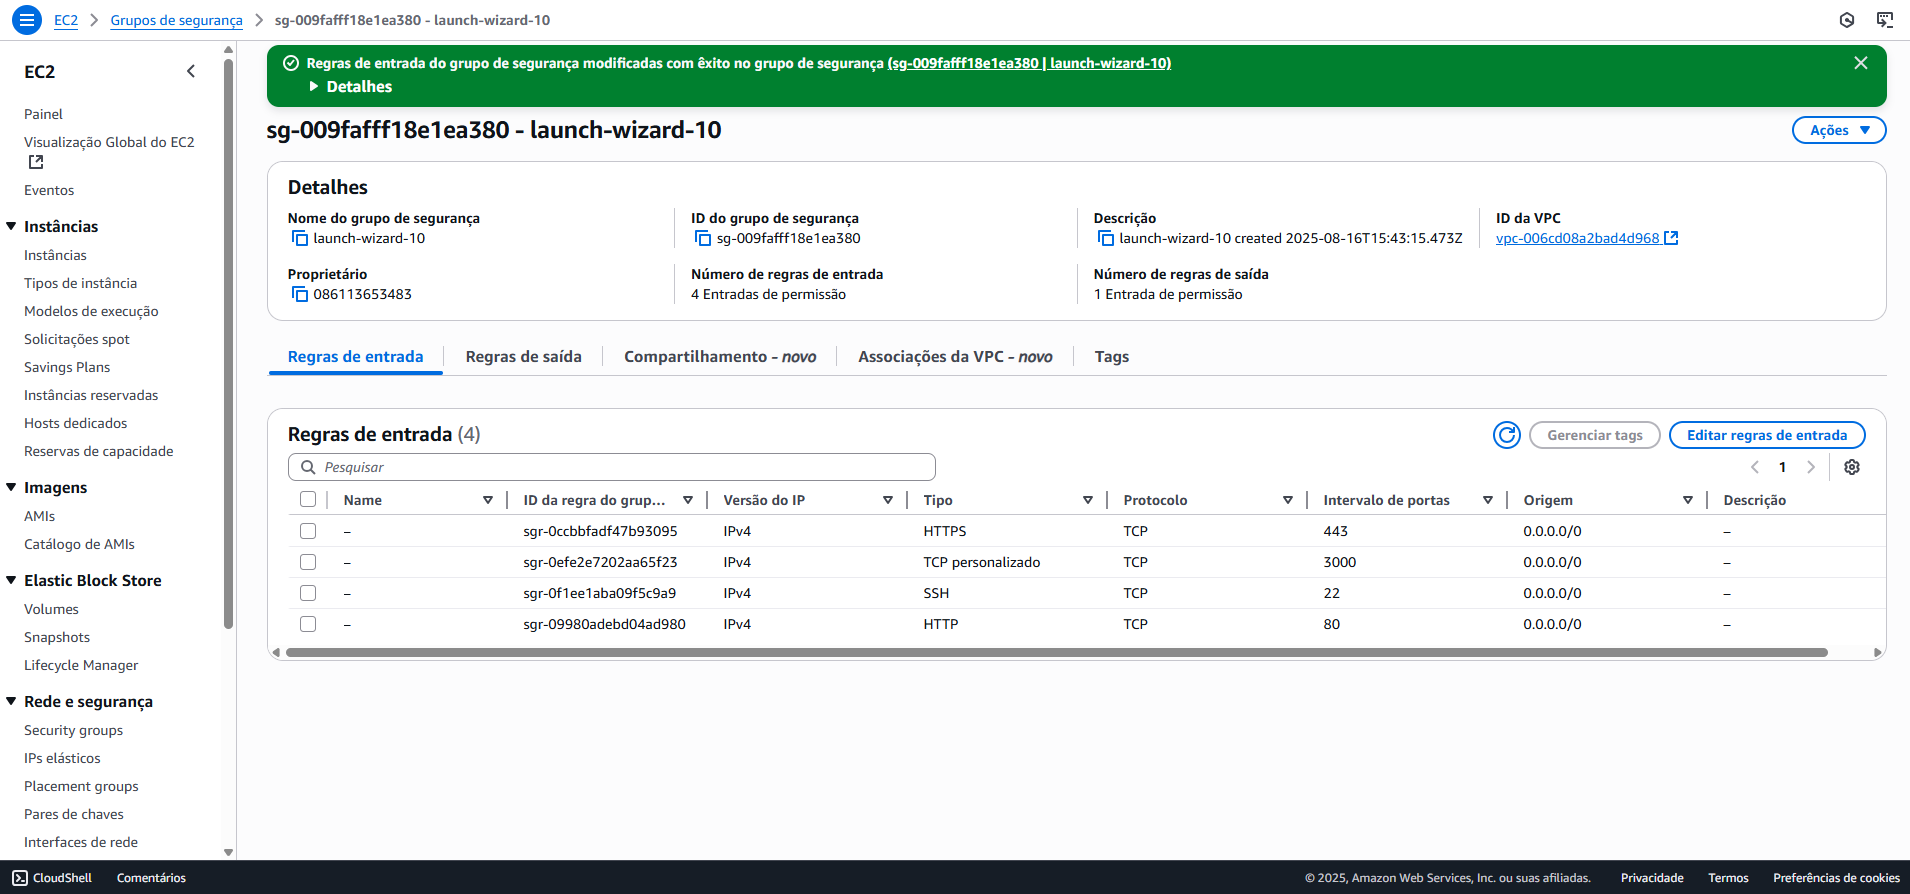 EC2 > Grupos de segurança > sg-009fafff18e1ea380 - launch-wizard-10
EC2
Painel
Visualização Global do EC2
Eventos
Instâncias
Instâncias
Tipos de instância
Modelos de execução
Solicitações spot
Savings Plans
Instâncias reservadas
Hosts dedicados
Reservas de capacidade
Imagens
AMIs
Catálogo de AMIs
Elastic Block Store
Volumes
Snapshots
Lifecycle Manager
Rede e segurança
Security groups
IPs elásticos
Placement groups
Pares de chaves
Interfaces de rede
Regras de entrada do grupo de segurança modificadas com êxito no grupo de segurança (sg-009fafff18e1ea380 | launch-wizard-10)
Detalhes
sg-009fafff18e1ea380 - launch-wizard-10 Ações
Detalhes
Nome do grupo de segurança ID do grupo de segurança Descrição ID da VPC
launch-wizard-10 sg-009fafff18e1ea380 launch-wizard-10 created 2025-08-16T15:43:15.473Z vpc-006cd08a2bad4d968
Proprietário Número de regras de entrada Número de regras de saída
086113653483 4 Entradas de permissão 1 Entrada de permissão
Regras de entrada Regras de saída Compartilhamento - novo Associações da VPC - novo Tags
Regras de entrada (4) Gerenciar tags Editar regras de entrada
Pesquisar 1
Name ID da regra do grup... Versão do IP Tipo Protocolo Intervalo de portas Origem Descrição
– sgr-0ccbbfadf47b93095 IPv4 HTTPS TCP 443 0.0.0.0/0 –
– sgr-0efe2e7202aa65f23 IPv4 TCP personalizado TCP 3000 0.0.0.0/0 –
– sgr-0f1ee1aba09f5c9a9 IPv4 SSH TCP 22 0.0.0.0/0 –
– sgr-09980adebd04ad980 IPv4 HTTP TCP 80 0.0.0.0/0 –
CloudShell Comentários © 2025, Amazon Web Services, Inc. ou suas afiliadas. Privacidade Termos Preferências de cookies